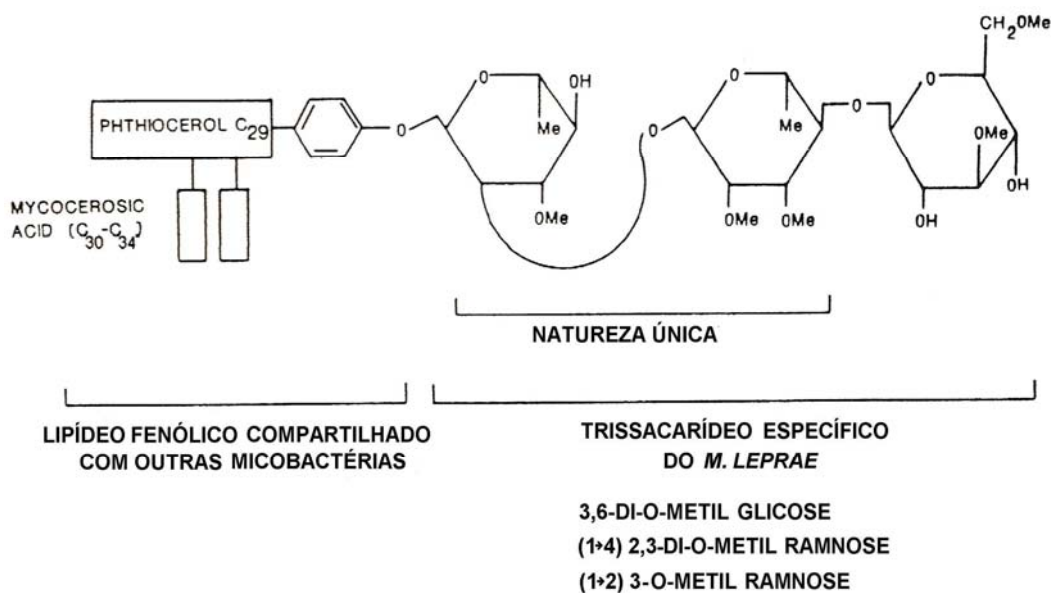 CH2OMe
O
OH
O
O
O
MeO
OH
OH
Me
O
OMe
OMe
Me
O
OMe
Me
O
PHTHIOCEROL C29
MYCOCEROSIC
ACID (C30-C34)
NATUREZA ÚNICA
LIPÍDEO FENÓLICO COMPARTILHADO
COM OUTRAS MICOBACTÉRIAS
TRISSACARÍDEO ESPECÍFICO
DO M. LEPRAE
3,6-DI-O-METIL GLICOSE
(1→4) 2,3-DI-O-METIL RAMNOSE
(1→2) 3-O-METIL RAMNOSE